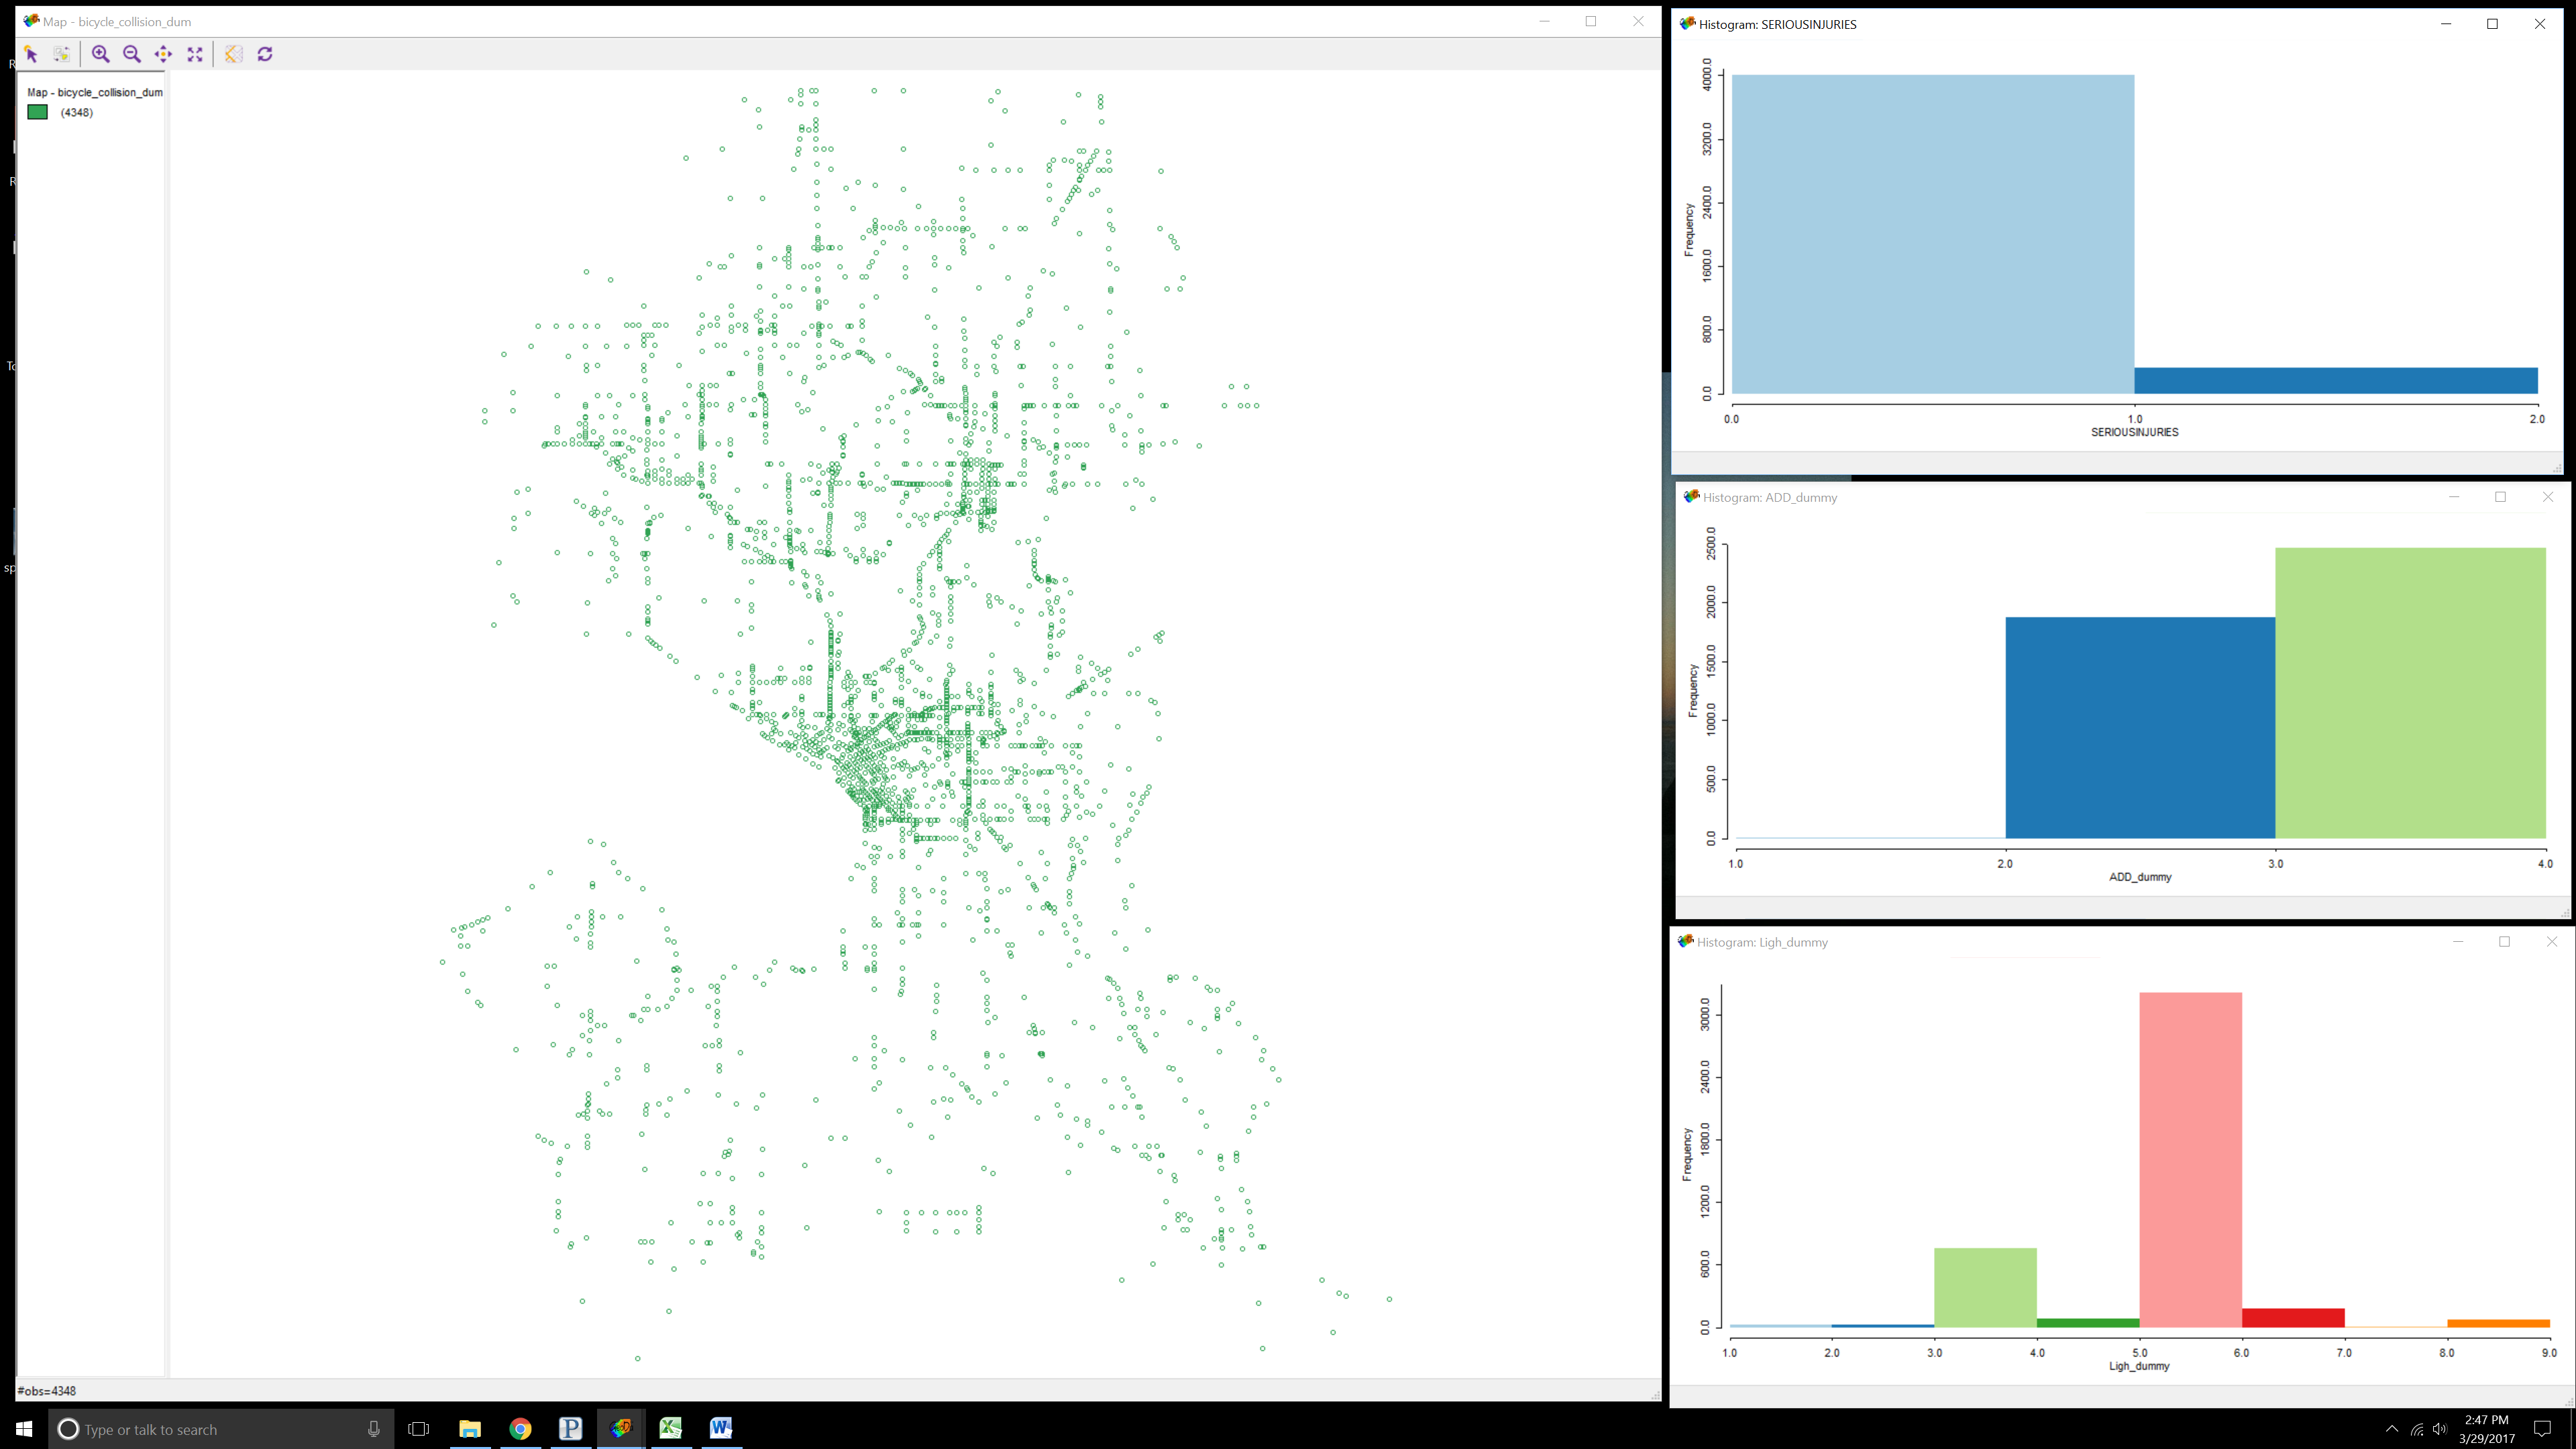 Map - bicycle_collision_dum
Map - bicycle_collision_dum
(4348)
#obs=4348
R
R
To
sp
Histogram: SERIOUSINJURIES
Frequency
4000.0
3200.0
2400.0
1600.0
800.0
0.0
0.0 1.0 2.0
SERIOUSINJURIES
Histogram: ADD_dummy
Frequency
2500.0
2000.0
1500.0
1000.0
500.0
0.0
1.0 2.0 3.0 4.0
ADD_dummy
Histogram: Ligh_dummy
Frequency
3000.0
2400.0
1800.0
1200.0
600.0
0.0
1.0 2.0 3.0 4.0 5.0 6.0 7.0 8.0 9.0
Ligh_dummy
Type or talk to search
2:47 PM
3/29/2017